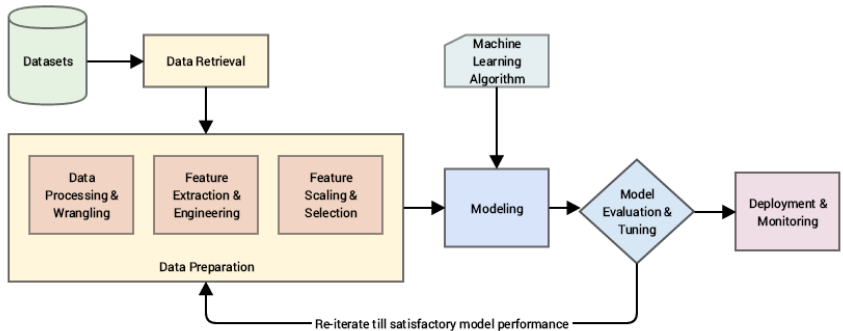 Datasets
Data Retrieval
Machine
Learning
Algorithm
Data
Processing &
Wrangling
Feature
Extraction &
Engineering
Feature
Scaling &
Selection
Data Preparation
Modeling
Model
Evaluation &
Tuning
Deployment &
Monitoring
Re-iterate till satisfactory model performance